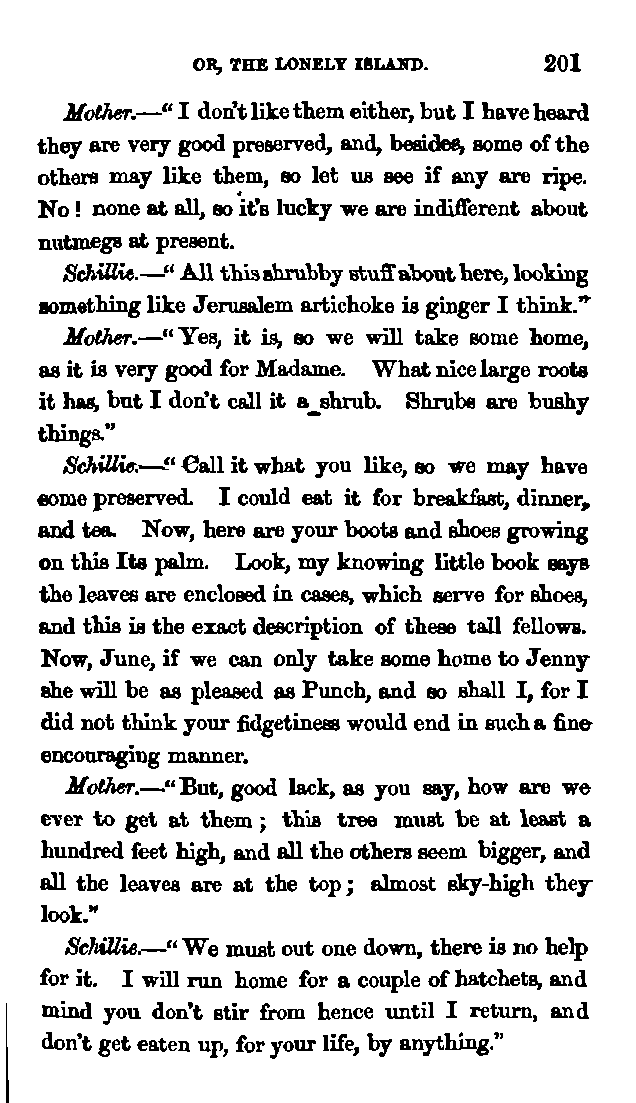 OR, THE LONELY ISLAND. 201
Mother.—“ I don't like them either, but I have heard
they are very good preserved, and, besides, some of the
others may like them, so let us see if any are ripe.
No! none at all, so it's lucky we are indifferent about
nutmegs at present.
Schillie.—“ All this shrubby stuff about here, looking
something like Jerusalem artichoke is ginger I think.”
Mother.—“ Yes, it is, so we will take some home,
as it is very good for Madame. What nice large roots
it has, but I don't call it a shrub. Shrubs are bushy
things.”
Schillie.—“ Call it what you like, so we may have
some preserved. I could eat it for breakfast, dinner,
and tea. Now, here are your boots and shoes growing
on this Ita palm. Look, my knowing little book says
the leaves are enclosed in cases, which serve for shoes,
and this is the exact description of these tall fellows.
Now, June, if we can only take some home to Jenny
she will be as pleased as Punch, and so shall I, for I
did not think your fidgetiness would end in such a fine
encouraging manner.
Mother.—“ But, good lack, as you say, how are we
ever to get at them; this tree must be at least a
hundred feet high, and all the others seem bigger, and
all the leaves are at the top; almost sky-high they
look.”
Schillie.—“ We must out one down, there is no help
for it. I will run home for a couple of hatchets, and
mind you don't stir from hence until I return, and
don't get eaten up, for your life, by anything.”